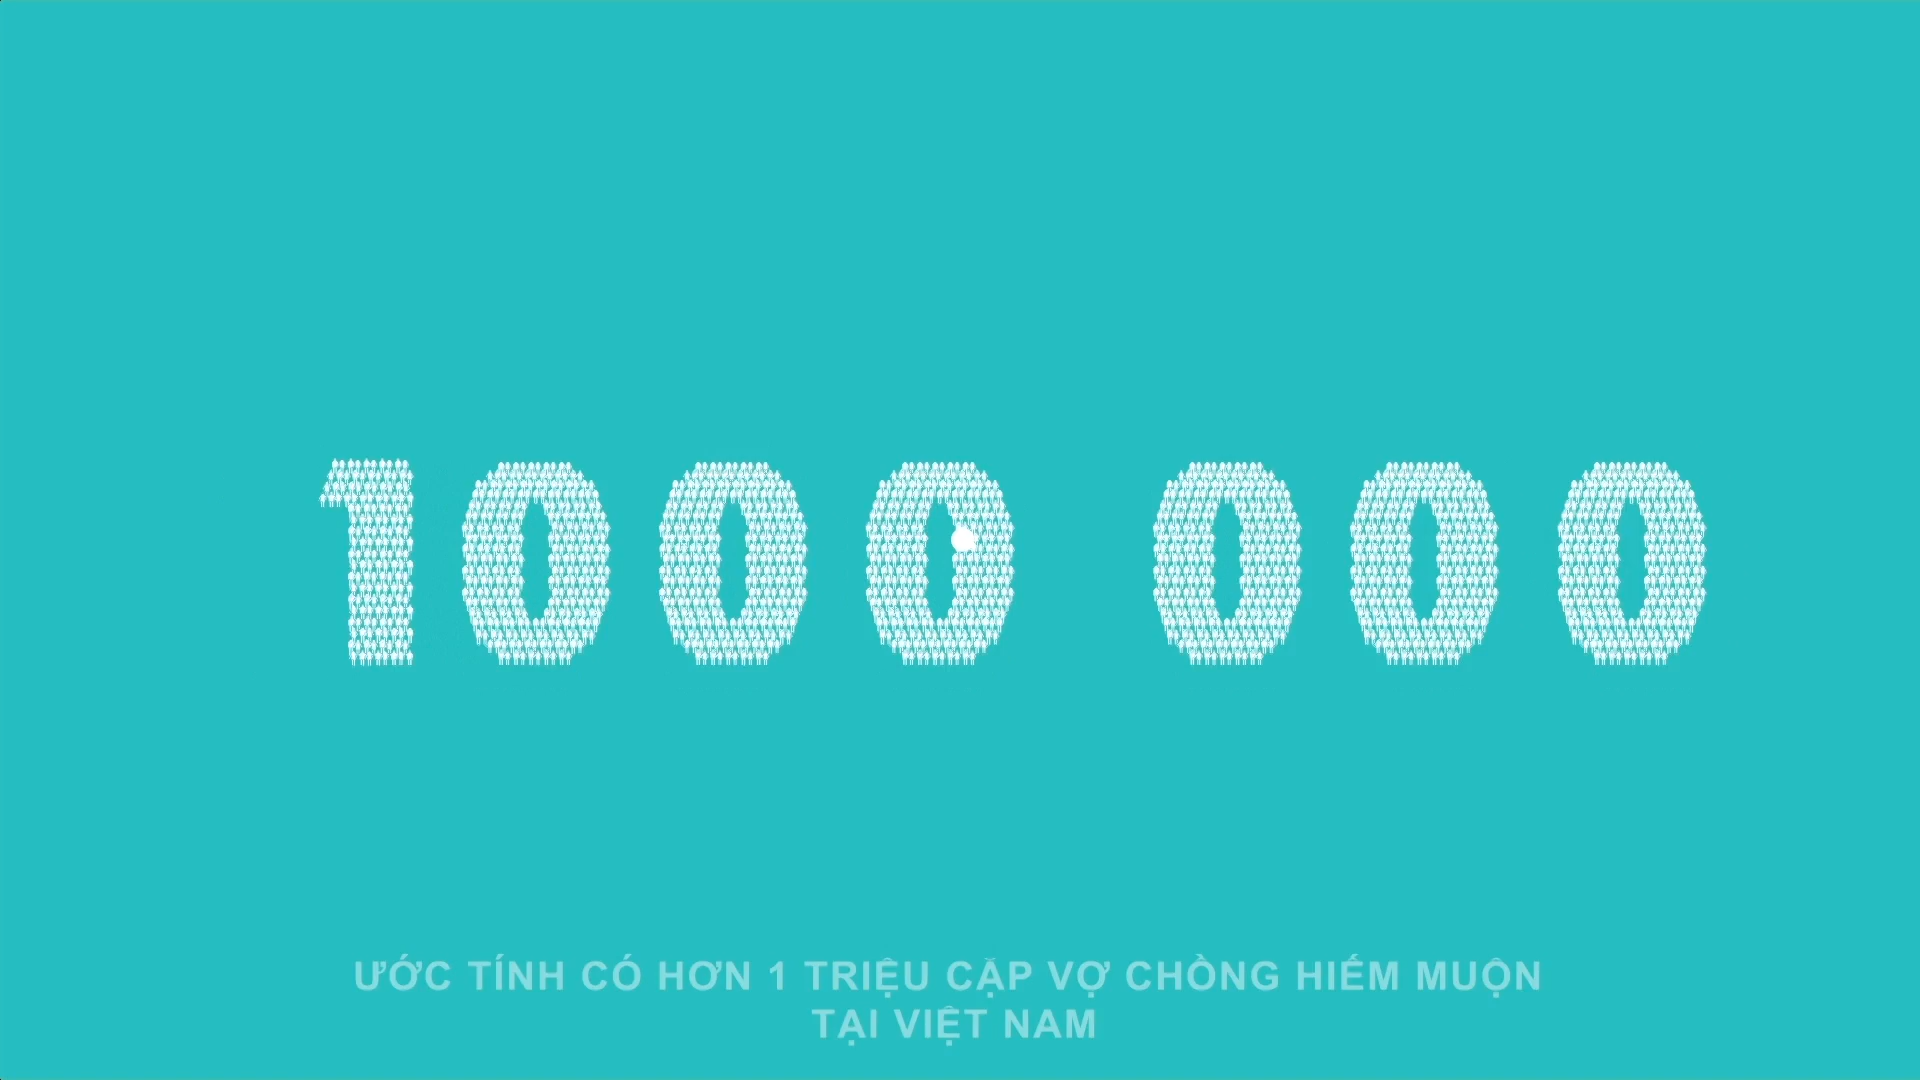 1000 000
ƯỚC TÍNH CÓ HƠN 1 TRIỆU CẶP VỢ CHỒNG HIẾM MUỘN
TẠI VIỆT NAM